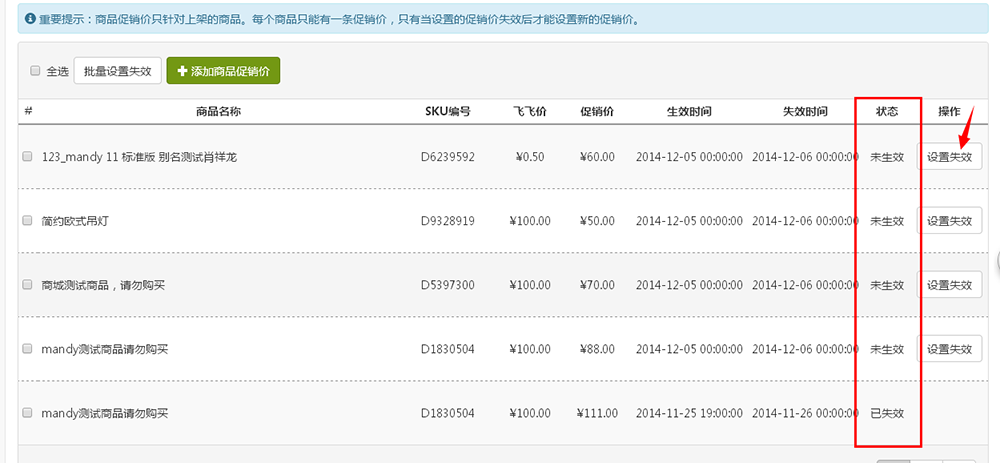 重要提示：商品促销价只针对上架的商品。每个商品只能有一条促销价，只有当设置的促销价失效后才能设置新的促销价。
全选 批量设置失效 添加商品促销价
# 商品名称 SKU编号 飞飞价 促销价 生效时间 失效时间 状态 操作
123_mandy 11 标准版 别名测试肖祥龙 D6239592 ¥0.50 ¥60.00 2014-12-05 00:00:00 2014-12-06 00:00:00 未生效 设置失效
简约欧式吊灯 D9328919 ¥100.00 ¥50.00 2014-12-05 00:00:00 2014-12-06 00:00:00 未生效 设置失效
商城测试商品，请勿购买 D5397300 ¥100.00 ¥70.00 2014-12-05 00:00:00 2014-12-06 00:00:00 未生效 设置失效
mandy测试商品请勿购买 D1830504 ¥100.00 ¥88.00 2014-12-05 00:00:00 2014-12-06 00:00:00 未生效 设置失效
mandy测试商品请勿购买 D1830504 ¥100.00 ¥111.00 2014-11-25 19:00:00 2014-11-26 00:00:00 已失效